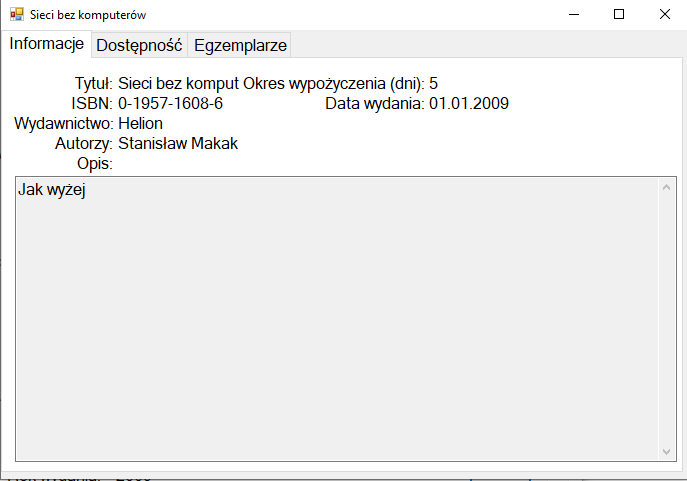 Sieci bez komputerów
Informacje Dostępność Egzemplarze
Tytuł: Sieci bez komput Okres wypożyczenia (dni): 5
ISBN: 0-1957-1608-6 Data wydania: 01.01.2009
Wydawnictwo: Helion
Autorzy: Stanisław Makak
Opis:
Jak wyżej